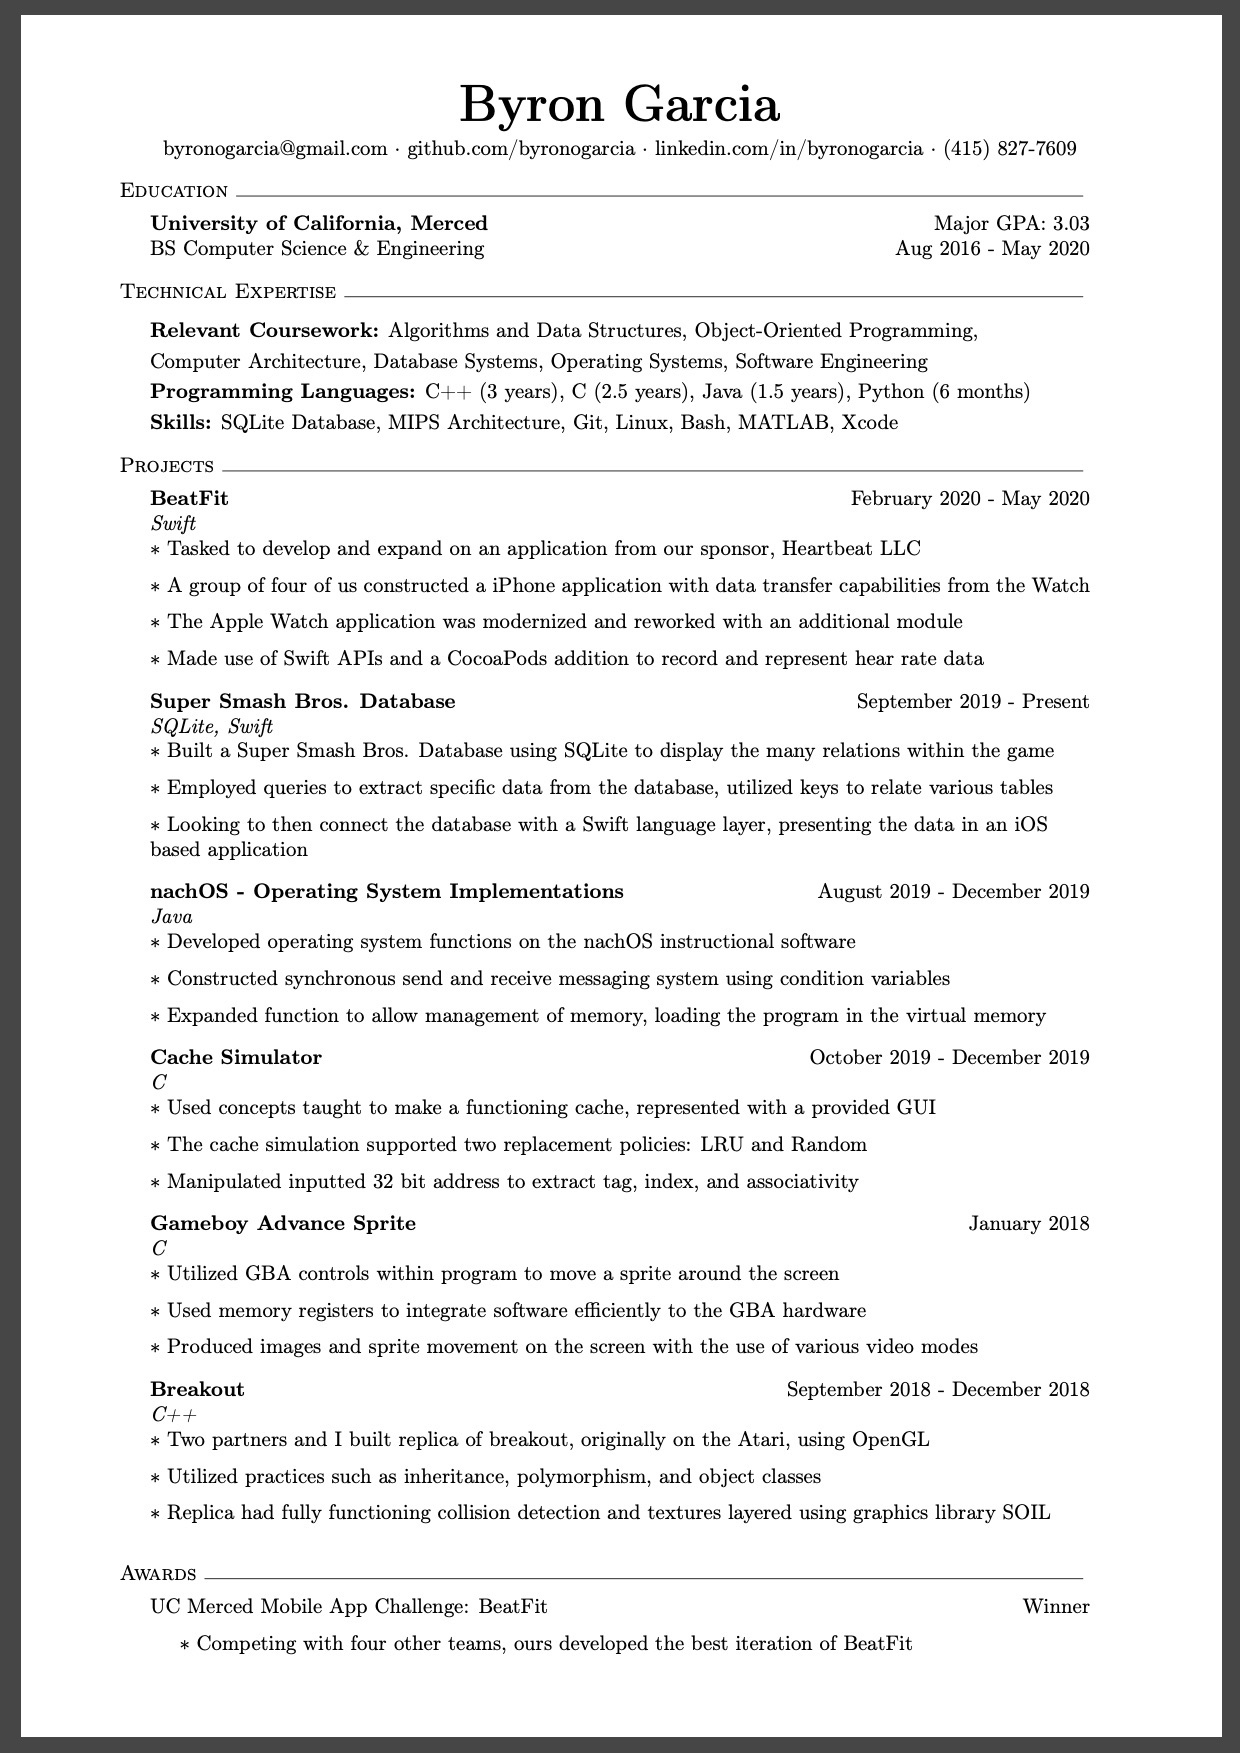 Byron Garcia
byronogarcia@gmail.com · github.com/byronogarcia · linkedin.com/in/byronogarcia · (415) 827-7609
Education
University of California, Merced Major GPA: 3.03
BS Computer Science & Engineering Aug 2016 - May 2020
Technical Expertise
Relevant Coursework: Algorithms and Data Structures, Object-Oriented Programming,
Computer Architecture, Database Systems, Operating Systems, Software Engineering
Programming Languages: C++ (3 years), C (2.5 years), Java (1.5 years), Python (6 months)
Skills: SQLite Database, MIPS Architecture, Git, Linux, Bash, MATLAB, Xcode
Projects
BeatFit February 2020 - May 2020
Swift
* Tasked to develop and expand on an application from our sponsor, Heartbeat LLC
* A group of four of us constructed a iPhone application with data transfer capabilities from the Watch
* The Apple Watch application was modernized and reworked with an additional module
* Made use of Swift APIs and a CocoaPods addition to record and represent hear rate data
Super Smash Bros. Database September 2019 - Present
SQLite, Swift
* Built a Super Smash Bros. Database using SQLite to display the many relations within the game
* Employed queries to extract specific data from the database, utilized keys to relate various tables
* Looking to then connect the database with a Swift language layer, presenting the data in an iOS
based application
nachOS - Operating System Implementations August 2019 - December 2019
Java
* Developed operating system functions on the nachOS instructional software
* Constructed synchronous send and receive messaging system using condition variables
* Expanded function to allow management of memory, loading the program in the virtual memory
Cache Simulator October 2019 - December 2019
C
* Used concepts taught to make a functioning cache, represented with a provided GUI
* The cache simulation supported two replacement policies: LRU and Random
* Manipulated inputted 32 bit address to extract tag, index, and associativity
Gameboy Advance Sprite January 2018
C
* Utilized GBA controls within program to move a sprite around the screen
* Used memory registers to integrate software efficiently to the GBA hardware
* Produced images and sprite movement on the screen with the use of various video modes
Breakout September 2018 - December 2018
C++
* Two partners and I built replica of breakout, originally on the Atari, using OpenGL
* Utilized practices such as inheritance, polymorphism, and object classes
* Replica had fully functioning collision detection and textures layered using graphics library SOIL
Awards
UC Merced Mobile App Challenge: BeatFit Winner
* Competing with four other teams, ours developed the best iteration of BeatFit